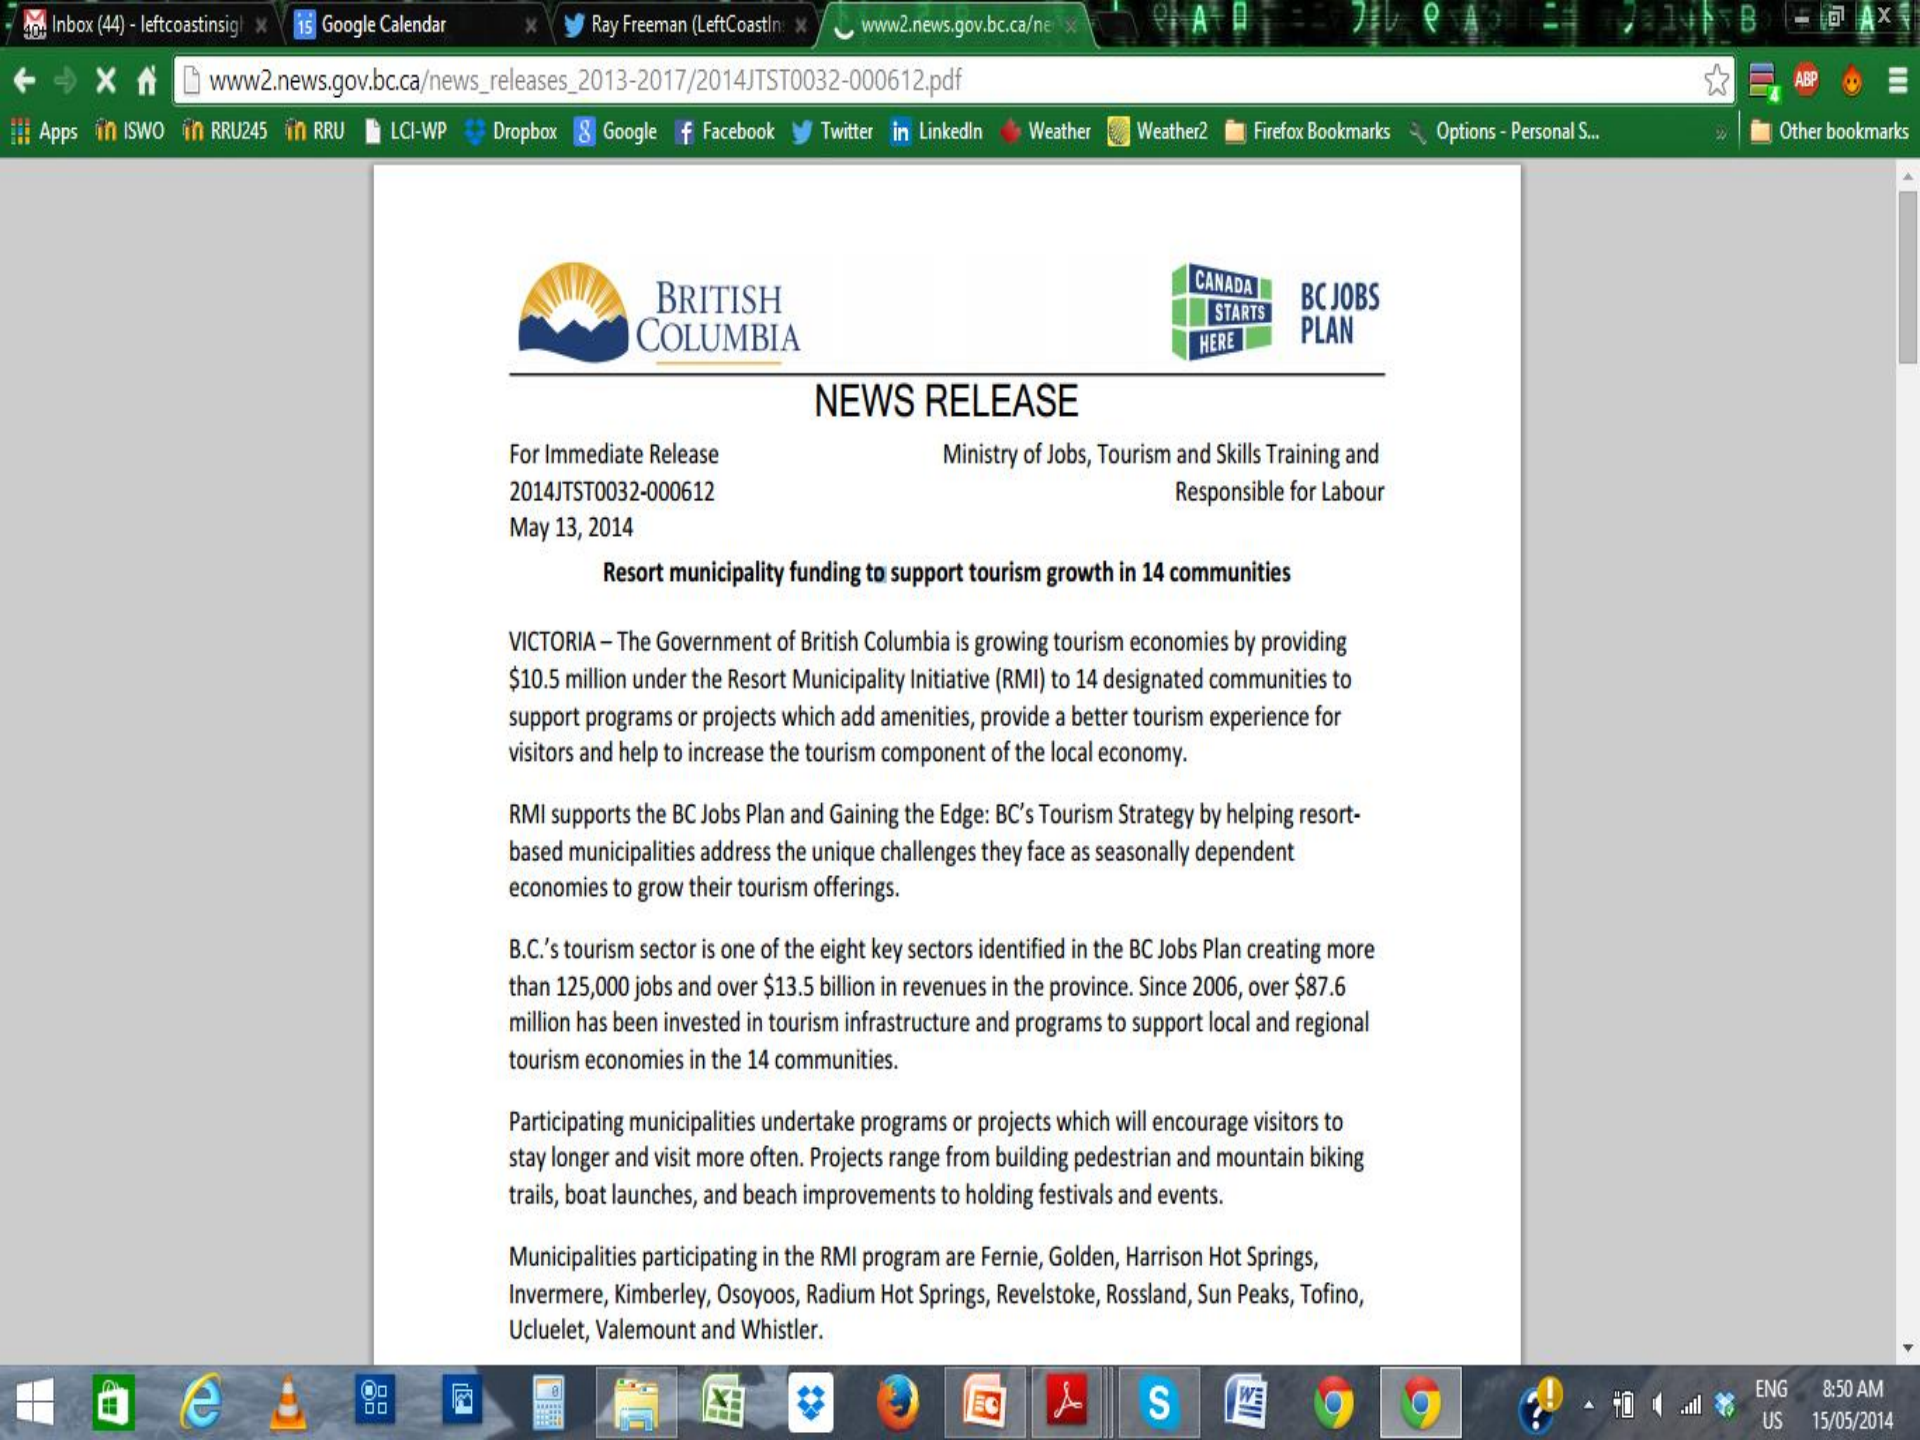 Inbox (44) - leftcoastinsigl
Google Calendar
Ray Freeman (LeftCoastIn
www2.news.gov.bc.ca/ne
www2.news.gov.bc.ca/news_releases_2013-2017/2014JTST0032-000612.pdf
ABP
4
Apps
ISWO
RRU245
RRU
LCI-WP
Dropbox
Google
Facebook
Twitter
LinkedIn
Weather
Weather2
Firefox Bookmarks
Options - Personal S...
Other bookmarks
BRITISH
COLUMBIA
CANADA
STARTS
HERE
BC JOBS
PLAN
NEWS RELEASE
For Immediate Release
2014JTST0032-000612
May 13, 2014
Ministry of Jobs, Tourism and Skills Training and
Responsible for Labour
Resort municipality funding to support tourism growth in 14 communities
VICTORIA – The Government of British Columbia is growing tourism economies by providing
$10.5 million under the Resort Municipality Initiative (RMI) to 14 designated communities to
support programs or projects which add amenities, provide a better tourism experience for
visitors and help to increase the tourism component of the local economy.
RMI supports the BC Jobs Plan and Gaining the Edge: BC’s Tourism Strategy by helping resort-
based municipalities address the unique challenges they face as seasonally dependent
economies to grow their tourism offerings.
B.C.’s tourism sector is one of the eight key sectors identified in the BC Jobs Plan creating more
than 125,000 jobs and over $13.5 billion in revenues in the province. Since 2006, over $87.6
million has been invested in tourism infrastructure and programs to support local and regional
tourism economies in the 14 communities.
Participating municipalities undertake programs or projects which will encourage visitors to
stay longer and visit more often. Projects range from building pedestrian and mountain biking
trails, boat launches, and beach improvements to holding festivals and events.
Municipalities participating in the RMI program are Fernie, Golden, Harrison Hot Springs,
Invermere, Kimberley, Osoyoos, Radium Hot Springs, Revelstoke, Rossland, Sun Peaks, Tofino,
Ucluelet, Valemount and Whistler.
ENG
US
8:50 AM
15/05/2014